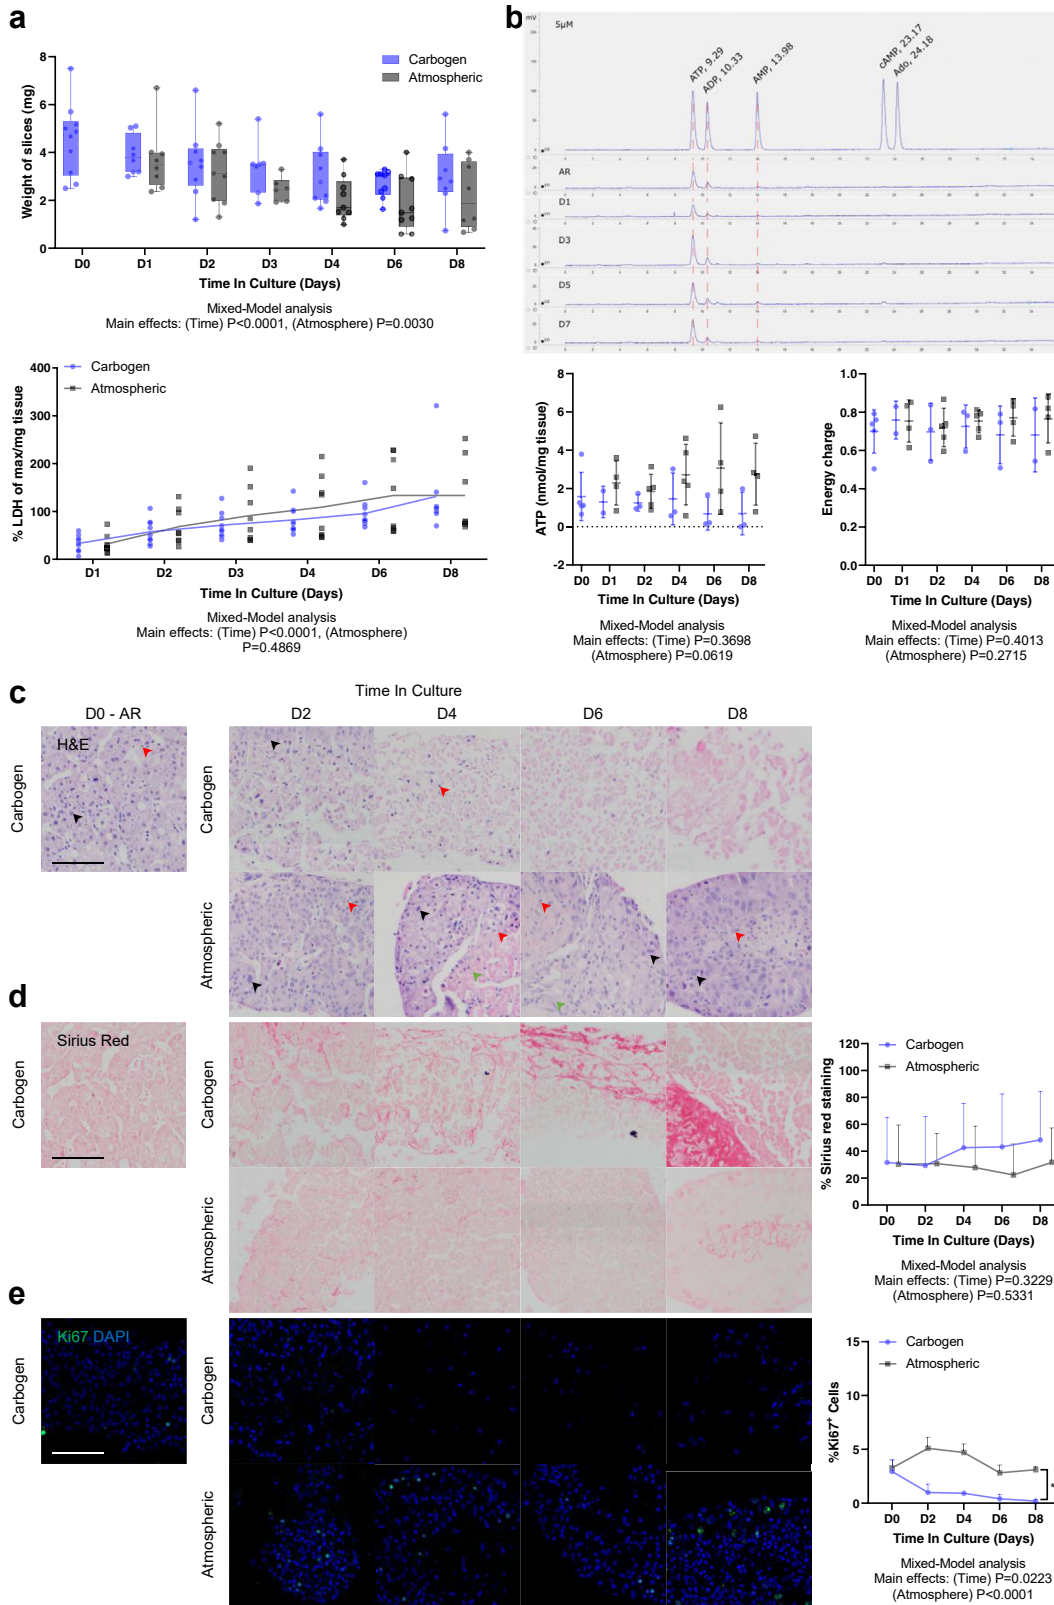 a
Carbogen
Atmospheric
Weight of slices (mg)
8
6
4
2
0
D0 D1 D2 D3 D4 D6 D8
Time In Culture (Days)
Mixed-Model analysis
Main effects: (Time) P<0.0001, (Atmosphere) P=0.0030
Carbogen
Atmospheric
% LDH of max/mg tissue
400
300
200
100
0
D1 D2 D3 D4 D6 D8
Time In Culture (Days)
Mixed-Model analysis
Main effects: (Time) P<0.0001, (Atmosphere)
P=0.4869
b
mV
5µM
ATP, 9.29
ADP, 10.33
AMP, 13.98
cAMP, 23.17
Ado, 24.18
AR
D1
D3
D5
D7
ATP (nmol/mg tissue)
8
6
4
2
0
-2
D0 D1 D2 D4 D6 D8
Time In Culture (Days)
Mixed-Model analysis
Main effects: (Time) P=0.3698
(Atmosphere) P=0.0619
Energy charge
1.0
0.8
0.6
0.4
0.2
0.0
D0 D1 D2 D4 D6 D8
Time In Culture (Days)
Mixed-Model analysis
Main effects: (Time) P=0.4013
(Atmosphere) P=0.2715
c
Time In Culture
D0 - AR
D2 D4 D6 D8
H&E
Carbogen
Carbogen
Atmospheric
d
Sirius Red
Carbogen
Carbogen
Atmospheric
Carbogen
Atmospheric
% Sirius red staining
120
100
80
60
40
20
0
D0 D2 D4 D6 D8
Time In Culture (Days)
Mixed-Model analysis
Main effects: (Time) P=0.3229
(Atmosphere) P=0.5331
e
Ki67 DAPI
Carbogen
Carbogen
Atmospheric
Carbogen
Atmospheric
%Ki67⁺ Cells
15
10
5
0
*
D0 D2 D4 D6 D8
Time In Culture (Days)
Mixed-Model analysis
Main effects: (Time) P=0.0223
(Atmosphere) P<0.0001